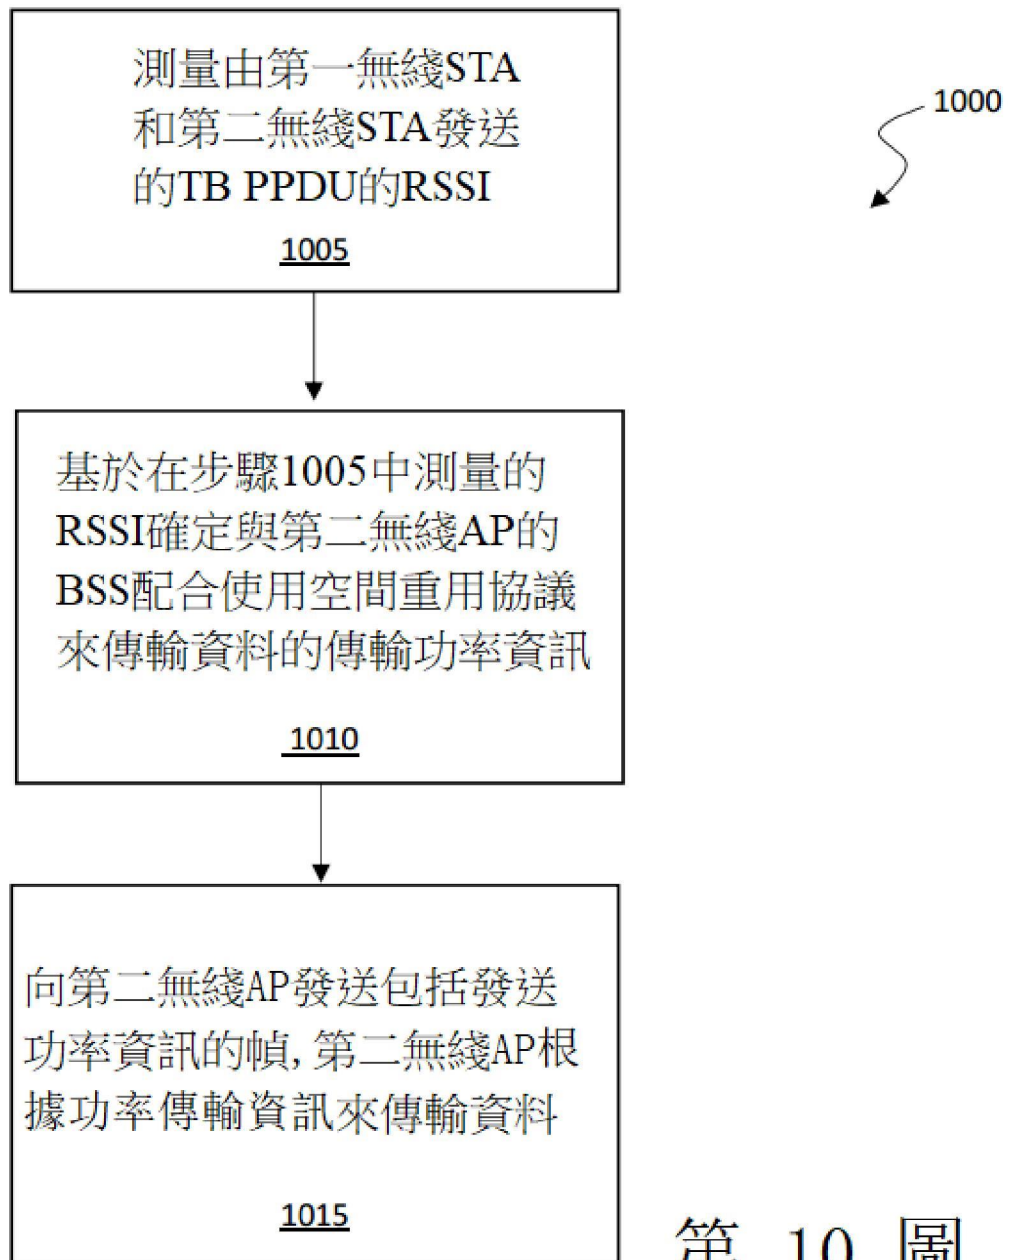 測量由第一無綫STA
和第二無綫STA發送
的TB PPDU的RSSI
1005
1000
基於在步驟1005中測量的
RSSI確定與第二無綫AP的
BSS配合使用空間重用協議
來傳輸資料的傳輸功率資訊
1010
向第二無綫AP發送包括發送
功率資訊的幀,第二無綫AP根
據功率傳輸資訊來傳輸資料
1015
第 10 圖